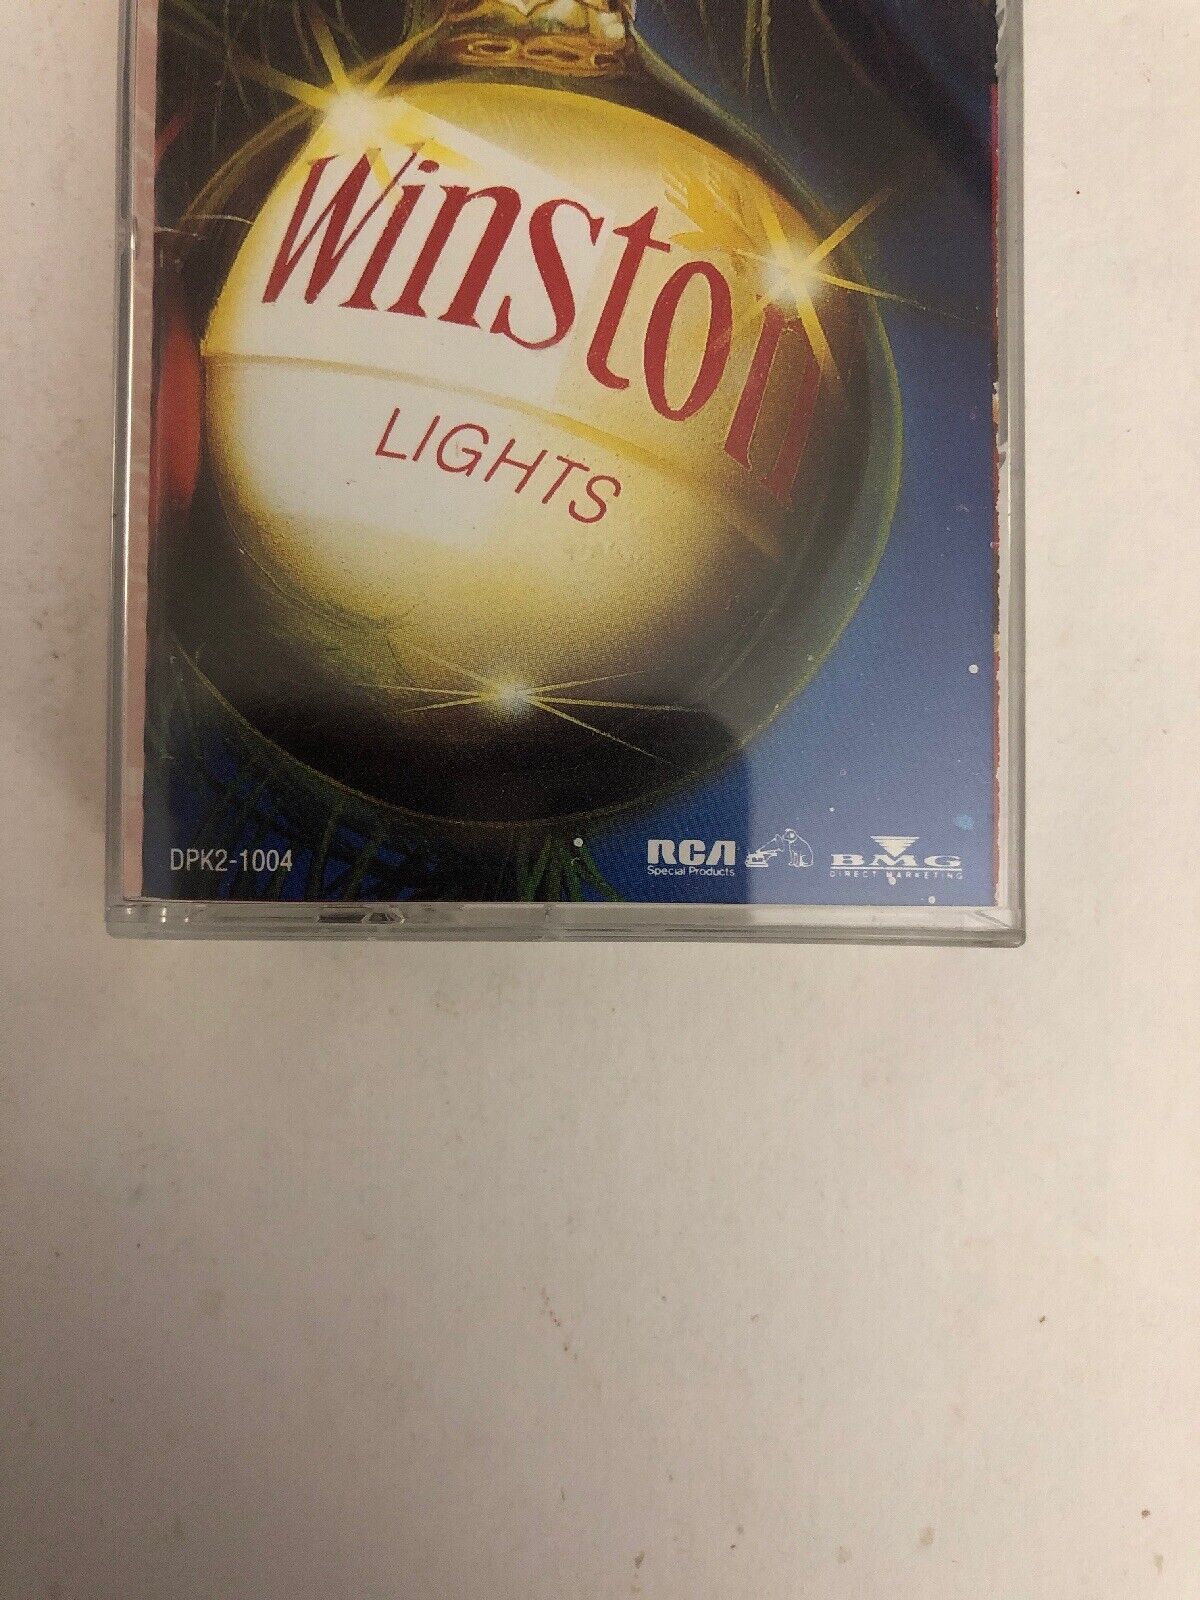 Winston
LIGHTS
DPK2-1004
RCA
Special Products
BMG
DIRECT MARKETING